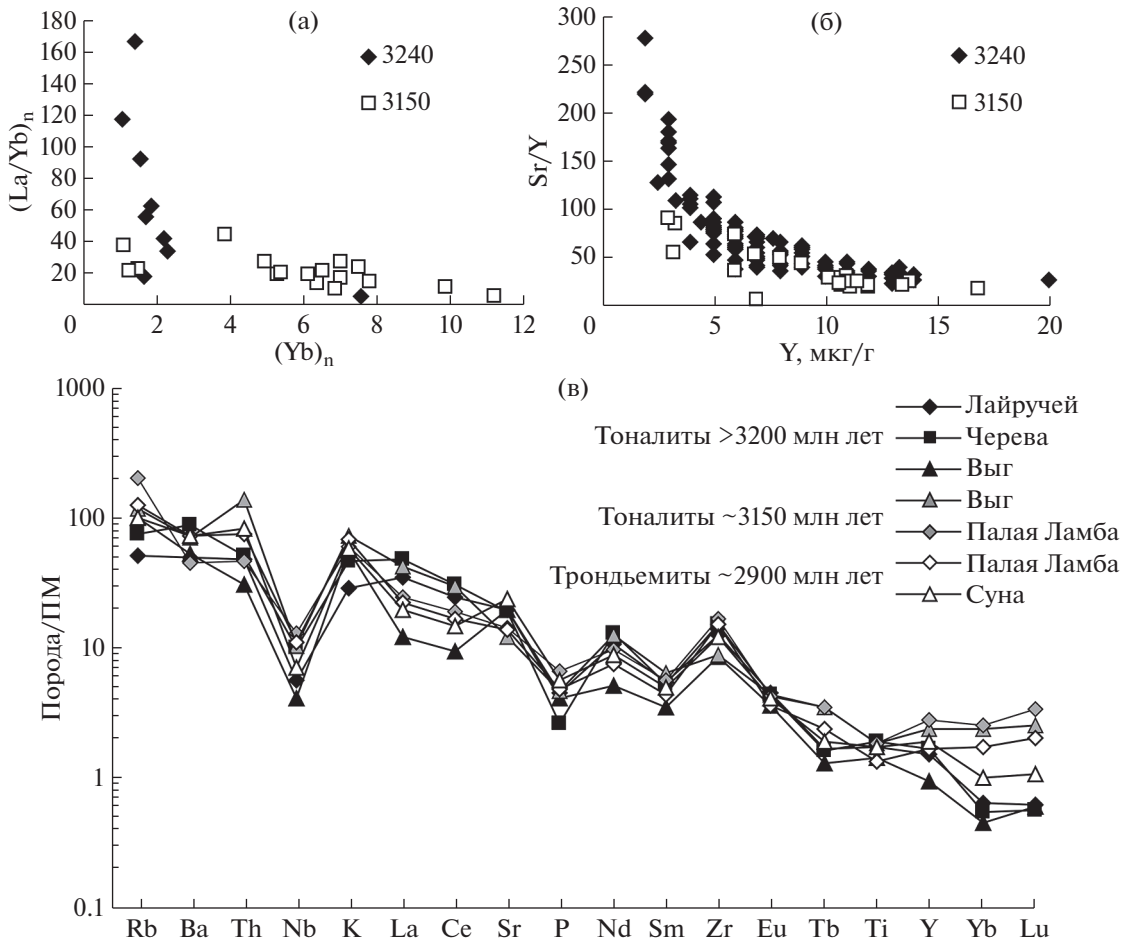 (а)
180
160
140
120
100
80
60
40
20
0
2
4
6
8
10
12
(La/Yb)n
(Yb)n
3240
3150
(б)
300
250
200
150
100
50
0
5
10
15
20
Sr/Y
Y, мкг/г
3240
3150
(в)
1000
100
10
1
0.1
Порода/ПМ
Тоналиты >3200 млн лет
Тоналиты ~3150 млн лет
Трондьемиты ~2900 млн лет
Лайручей
Черева
Выг
Выг
Палая Ламба
Палая Ламба
Суна
Rb Ba Th Nb K La Ce Sr P Nd Sm Zr Eu Tb Ti Y Yb Lu